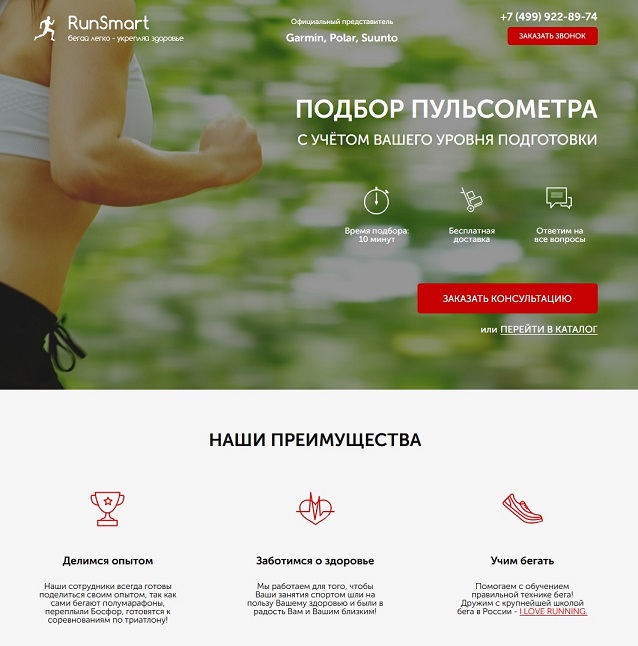 RunSmart
бегай легко - укрепляй здоровье
Официальный представитель
Garmin, Polar, Suunto
+7 (499) 922-89-74
ЗАКАЗАТЬ ЗВОНОК
ПОДБОР ПУЛЬСОМЕТРА
С УЧЁТОМ ВАШЕГО УРОВНЯ ПОДГОТОВКИ
Время подбора:
10 минут
Бесплатная
доставка
Ответим на
все вопросы
ЗАКАЗАТЬ КОНСУЛЬТАЦИЮ
или ПЕРЕЙТИ В КАТАЛОГ
НАШИ ПРЕИМУЩЕСТВА
Делимся опытом
Наши сотрудники всегда готовы
поделиться своим опытом, так как
сами бегают полумарафоны,
переплыли Босфор, готовятся к
соревнованиям по триатлону!
Заботимся о здоровье
Мы работаем для того, чтобы
Ваши занятия спортом шли на
пользу Вашему здоровью и были в
радость Вам и Вашим близким!
Учим бегать
Помогаем с обучением
правильной технике бега!
Дружим с крупнейшей школой
бега в России - I LOVE RUNNING.